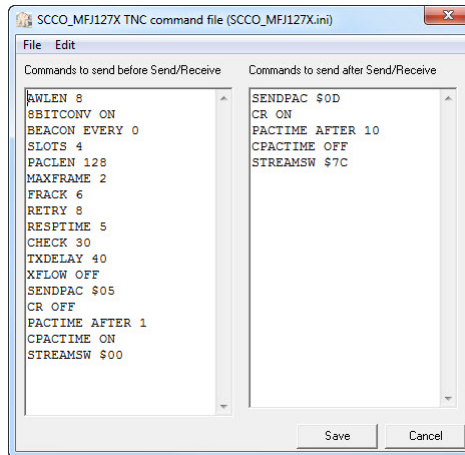 SCCO_MFJ127X TNC command file (SCCO_MFJ127X.ini)
File Edit
Commands to send before Send/Receive
AWLEN 8
8BITCONV ON
BEACON EVERY 0
SLOTS 4
PACLEN 128
MAXFRAME 2
FRACK 6
RETRY 8
RESPTIME 5
CHECK 30
TXDELAY 40
XFLOW OFF
SENDPAC $05
CR OFF
PACTIME AFTER 1
CPACTIME ON
STREAMSW $00
Commands to send after Send/Receive
SENDPAC $0D
CR ON
PACTIME AFTER 10
CPACTIME OFF
STREAMSW $7C
Save Cancel